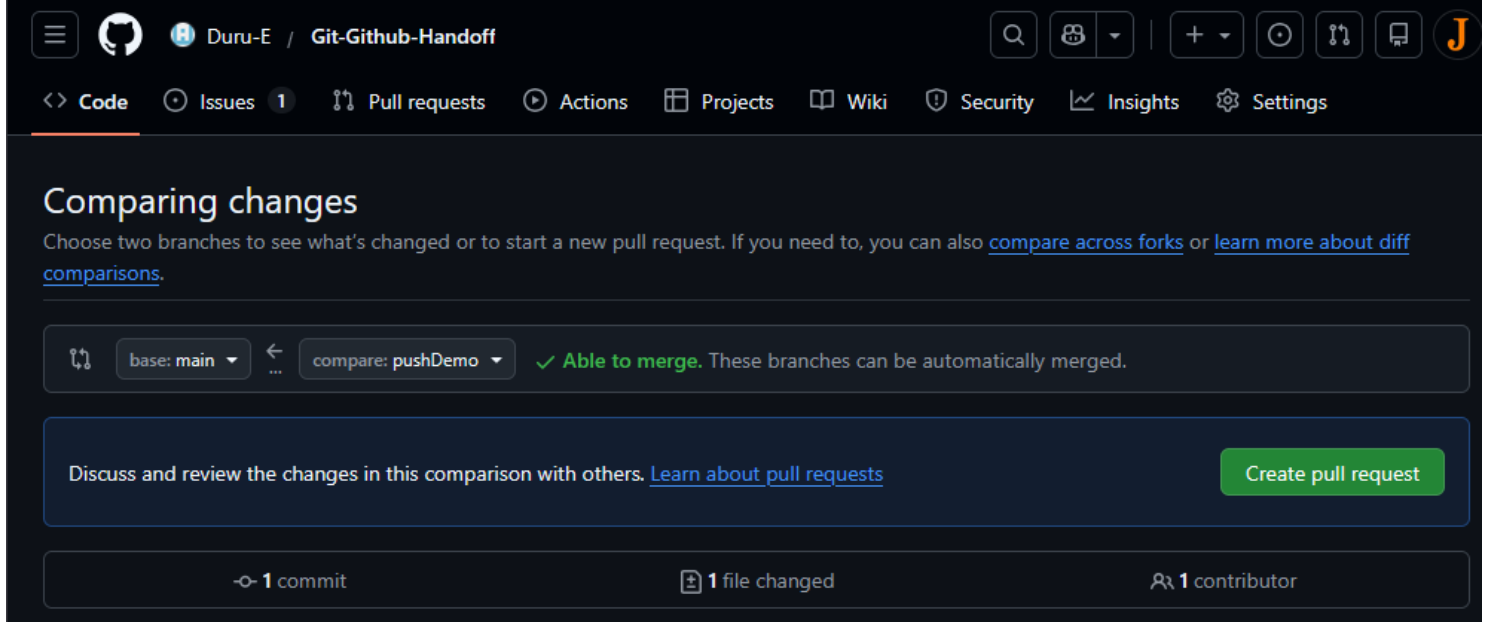 Duru-E / Git-Github-Handoff
J
Code Issues 1 Pull requests Actions Projects Wiki Security Insights Settings
Comparing changes
Choose two branches to see what's changed or to start a new pull request. If you need to, you can also compare across forks or learn more about diff
comparisons.
base: main ← compare: pushDemo ✓ Able to merge. These branches can be automatically merged.
...
Discuss and review the changes in this comparison with others. Learn about pull requests Create pull request
1 commit 1 file changed 1 contributor